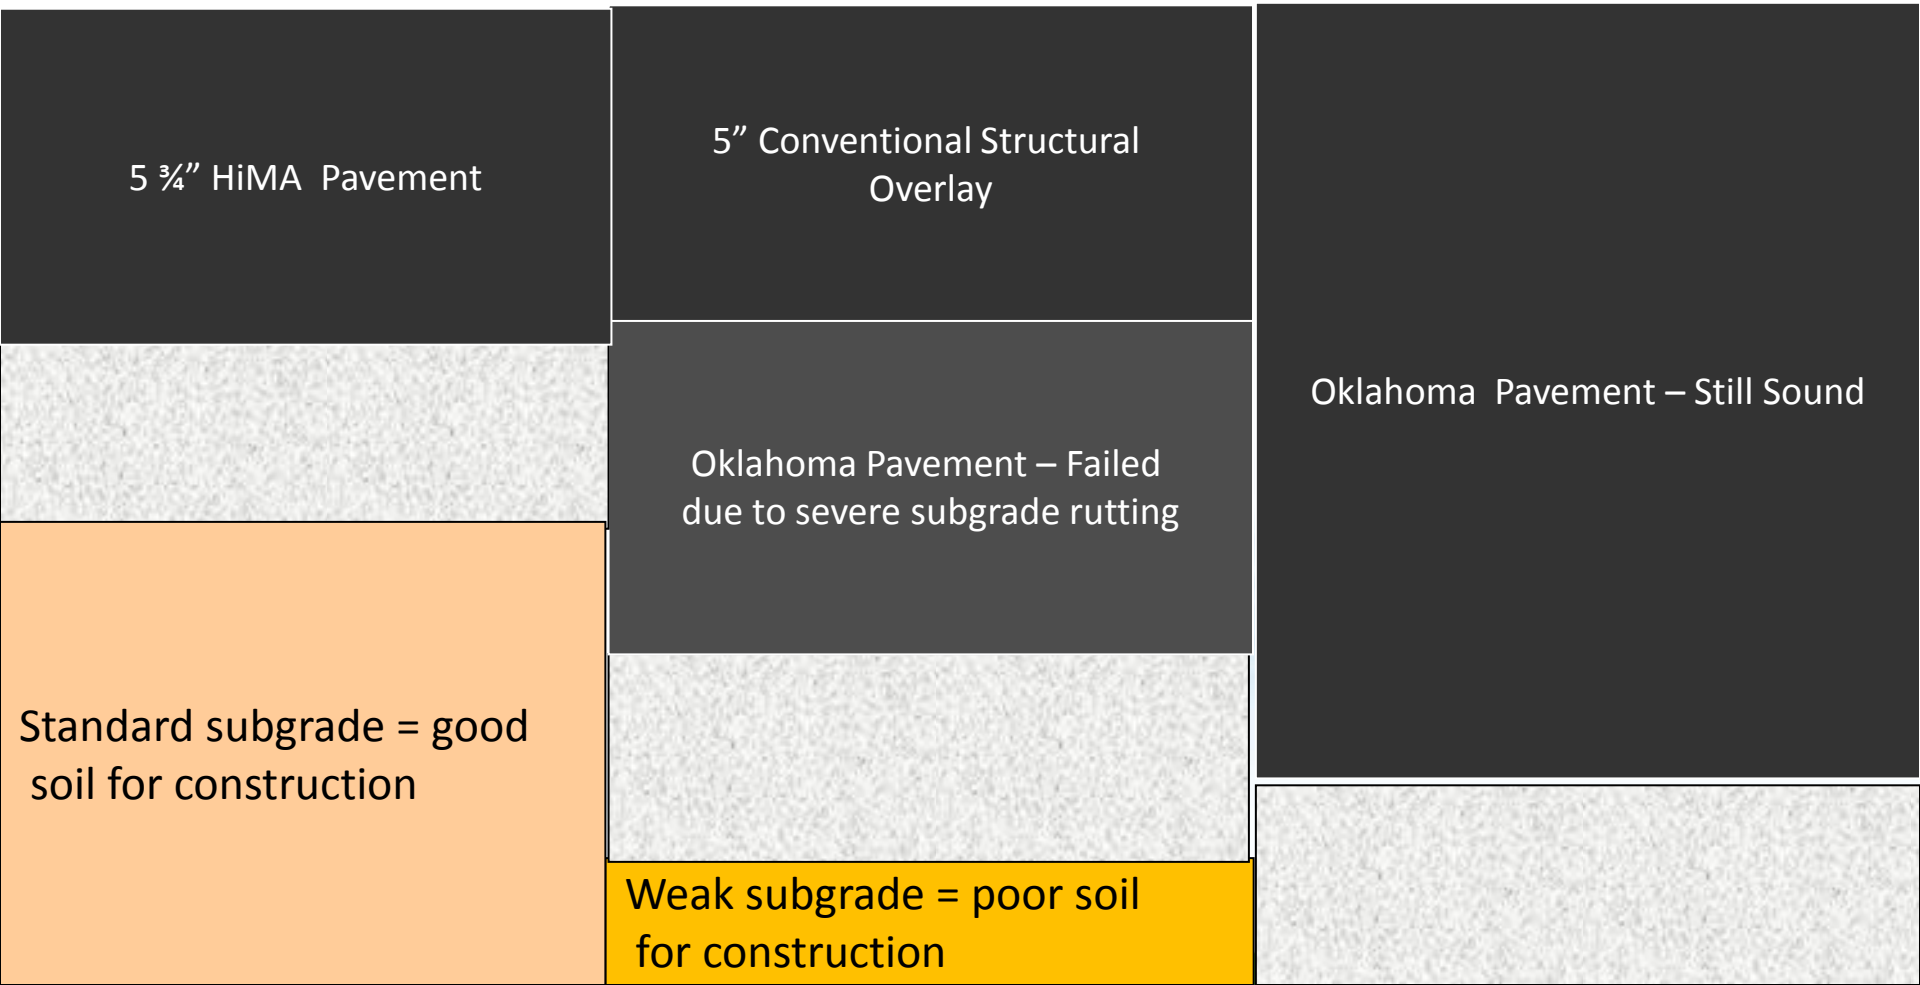 5 ¾” HiMA  Pavement
5” Conventional Structural
Overlay
Oklahoma  Pavement – Still Sound
Oklahoma Pavement – Failed
due to severe subgrade rutting
Standard subgrade = good
soil for construction
Weak subgrade = poor soil
for construction